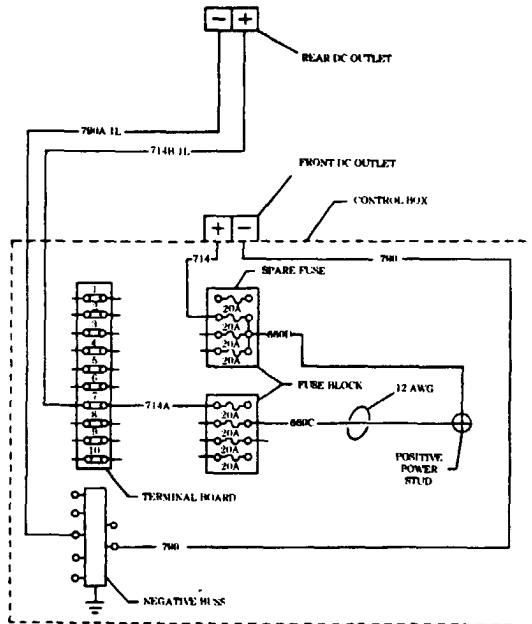 − +
REAR DC OUTLET
790A 1L
714B 1L
FRONT DC OUTLET
CONTROL BOX
+ −
714
790
SPARE FUSE
1
2
3
4
5
6
7
8
9
10
20A
20A
20A
20A
680D
FUSE BLOCK
12 AWG
714A
20A
20A
20A
20A
680C
POSITIVE
POWER
STUD
TERMINAL BOARD
790
NEGATIVE BUSS